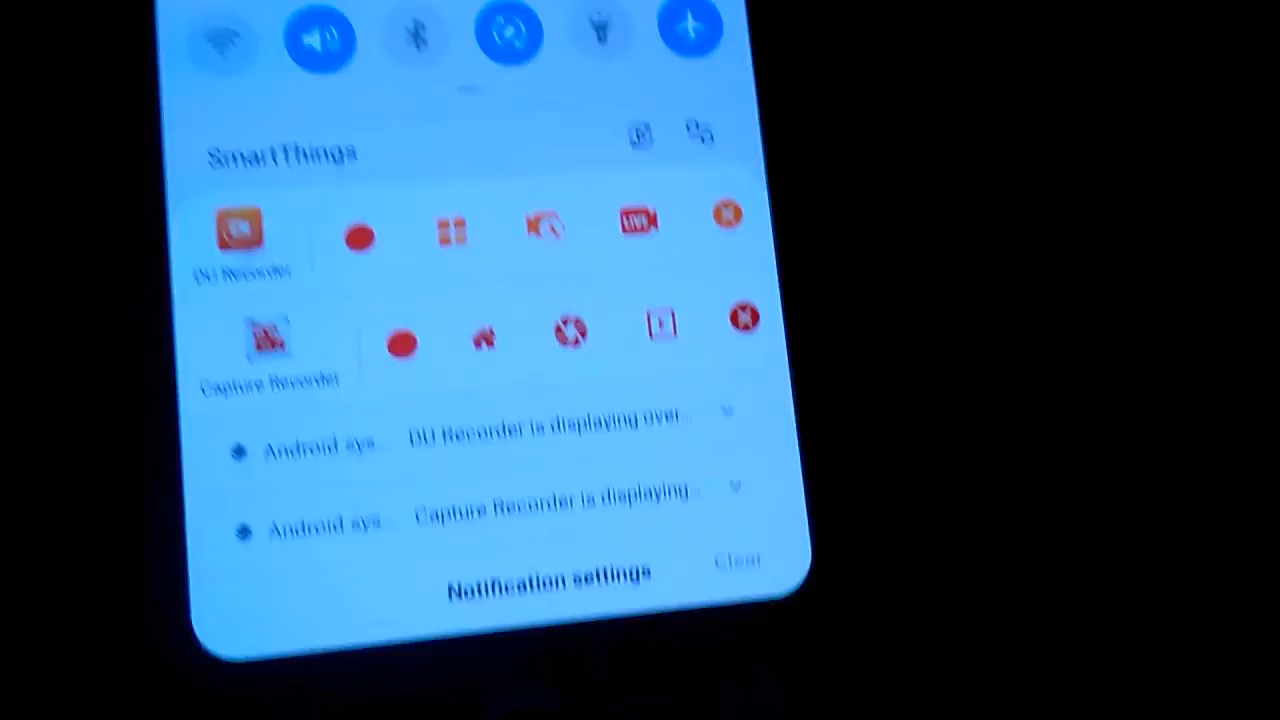 SmartThings
LIVE
DU Recorder
Capture Recorder
Android sys... DU Recorder is displaying over...
Android sys... Capture Recorder is displaying...
Notification settings
Clear